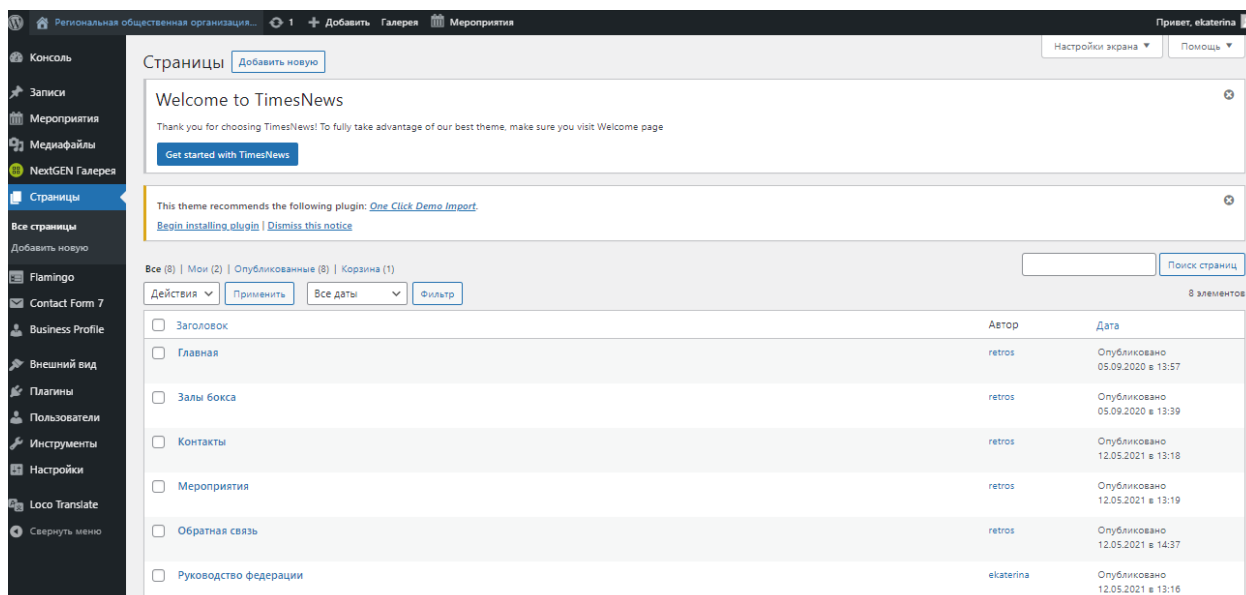 Региональная общественная организация... 1 Добавить Галерея Мероприятия Привет, ekaterina
Настройки экрана Помощь
Консоль
Записи
Мероприятия
Медиафайлы
NextGEN Галерея
Страницы
Все страницы
Добавить новую
Flamingo
Contact Form 7
Business Profile
Внешний вид
Плагины
Пользователи
Инструменты
Настройки
Loco Translate
Свернуть меню
Страницы Добавить новую
Welcome to TimesNews
Thank you for choosing TimesNews! To fully take advantage of our best theme, make sure you visit Welcome page
Get started with TimesNews
This theme recommends the following plugin: One Click Demo Import.
Begin installing plugin | Dismiss this notice
Все (8) | Мои (2) | Опубликованные (8) | Корзина (1)
Поиск страниц
Действия Применить Все даты Фильтр
8 элементов
Заголовок Автор Дата
Главная retros Опубликовано
05.09.2020 в 13:57
Залы бокса retros Опубликовано
05.09.2020 в 13:39
Контакты retros Опубликовано
12.05.2021 в 13:18
Мероприятия retros Опубликовано
12.05.2021 в 13:19
Обратная связь retros Опубликовано
12.05.2021 в 14:37
Руководство федерации ekaterina Опубликовано
12.05.2021 в 13:16